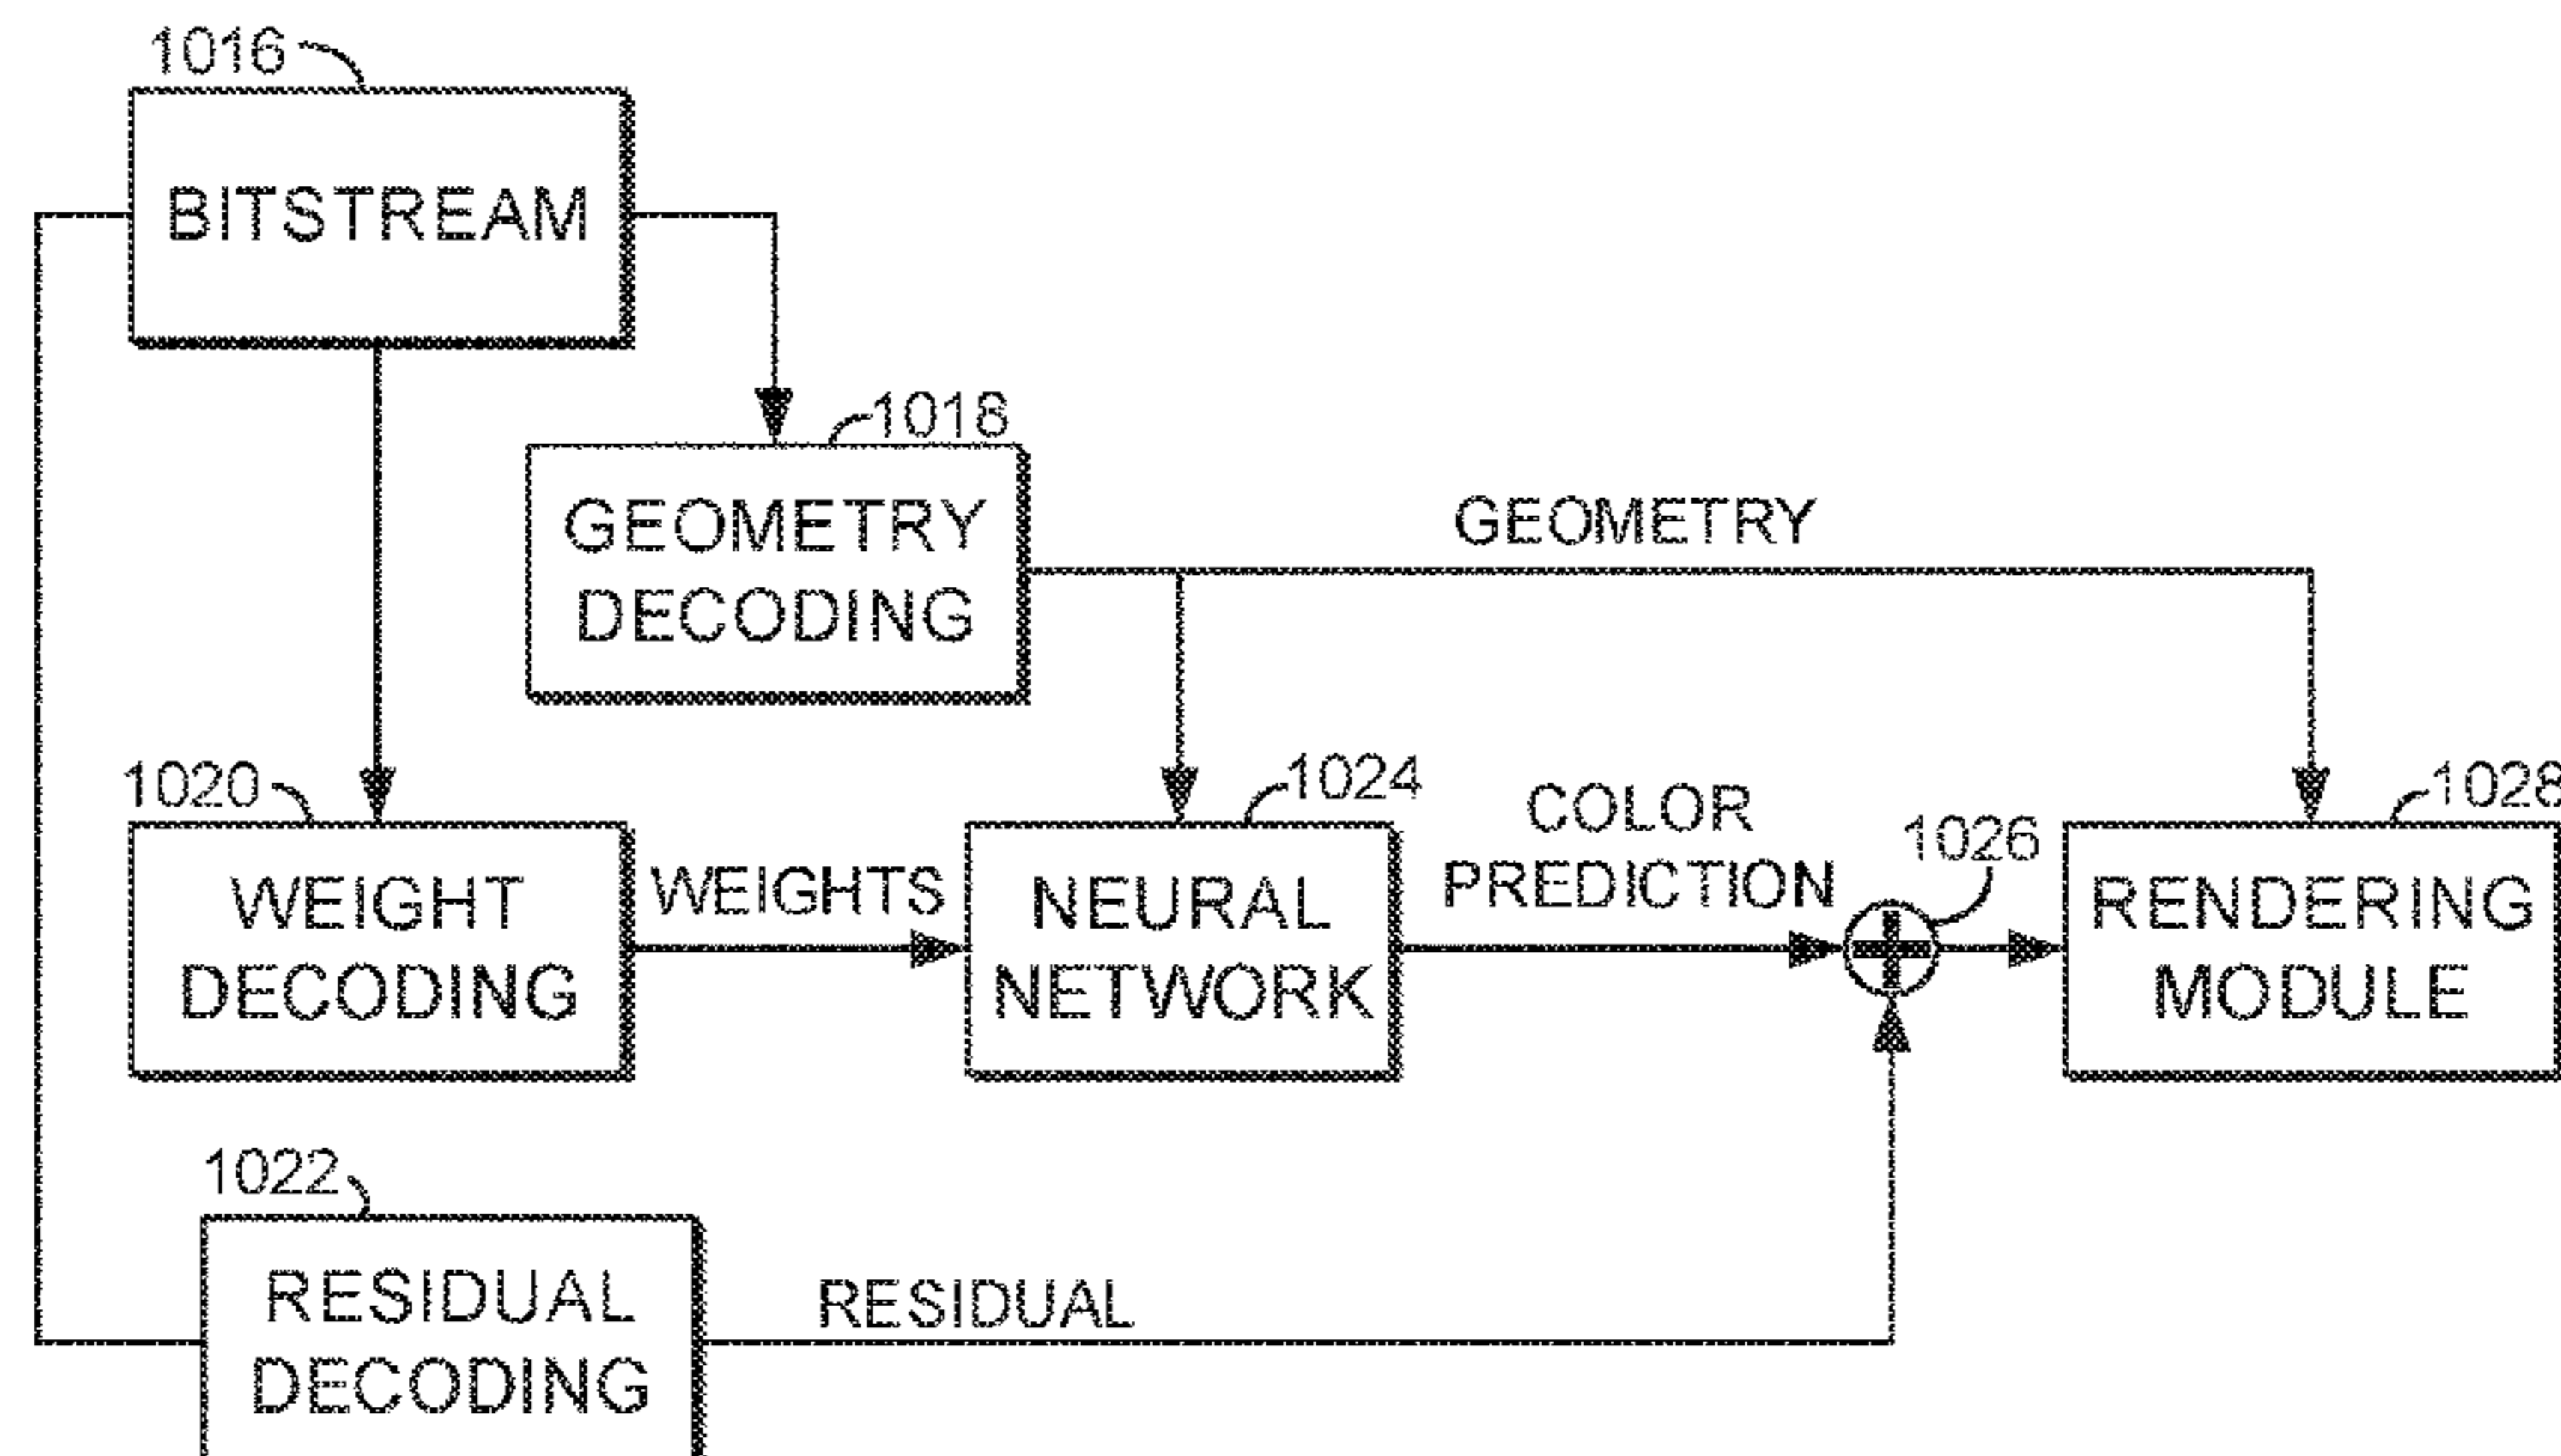 1016
BITSTREAM
1018
GEOMETRY
DECODING
GEOMETRY
1020
WEIGHT
DECODING
WEIGHTS
1024
NEURAL
NETWORK
COLOR
PREDICTION
1026
1028
RENDERING
MODULE
1022
RESIDUAL
DECODING
RESIDUAL